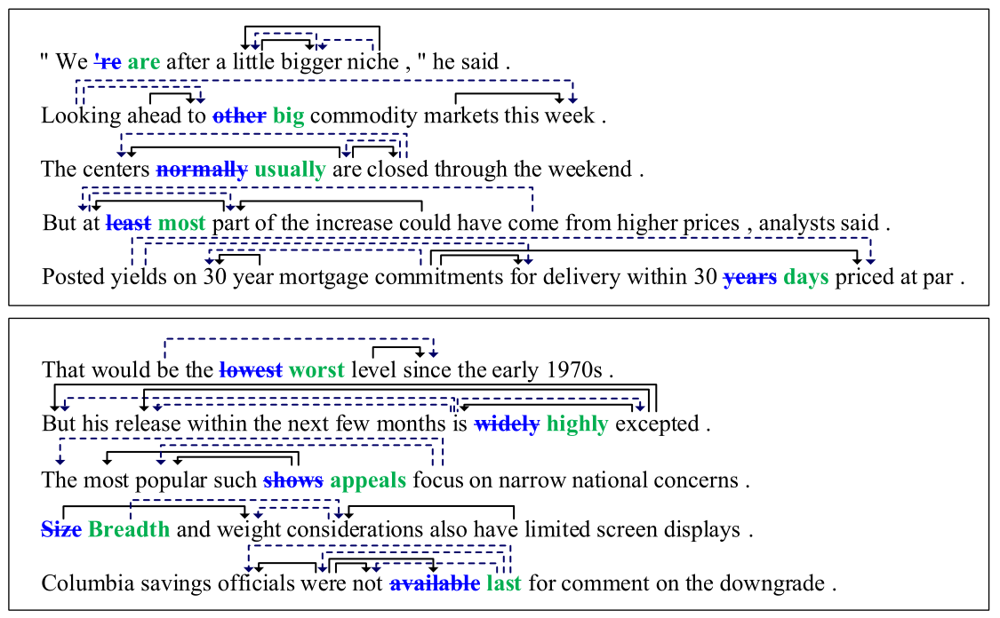 " We 're are after a little bigger niche , " he said .
Looking ahead to other big commodity markets this week .
The centers normally usually are closed through the weekend .
But at least most part of the increase could have come from higher prices , analysts said .
Posted yields on 30 year mortgage commitments for delivery within 30 years days priced at par .
That would be the lowest worst level since the early 1970s .
But his release within the next few months is widely highly excepted .
The most popular such shows appeals focus on narrow national concerns .
Size Breadth and weight considerations also have limited screen displays .
Columbia savings officials were not available last for comment on the downgrade .